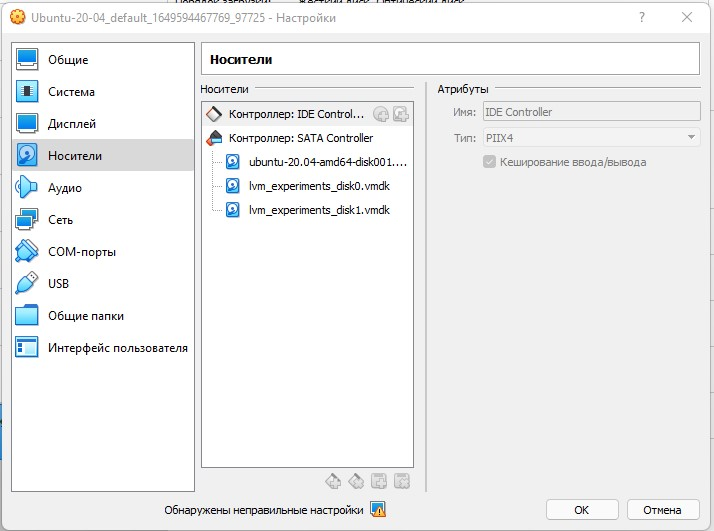 Ubuntu-20-04_default_1649594467769_97725 - Настройки
?
Общие
Система
Дисплей
Носители
Аудио
Сеть
COM-порты
USB
Общие папки
Интерфейс пользователя
Носители
Носители
Контроллер: IDE Control...
Контроллер: SATA Controller
ubuntu-20.04-amd64-disk001....
lvm_experiments_disk0.vmdk
lvm_experiments_disk1.vmdk
Атрибуты
Имя: IDE Controller
Тип: PIIX4
Кеширование ввода/вывода
Обнаружены неправильные настройки
OK
Отмена